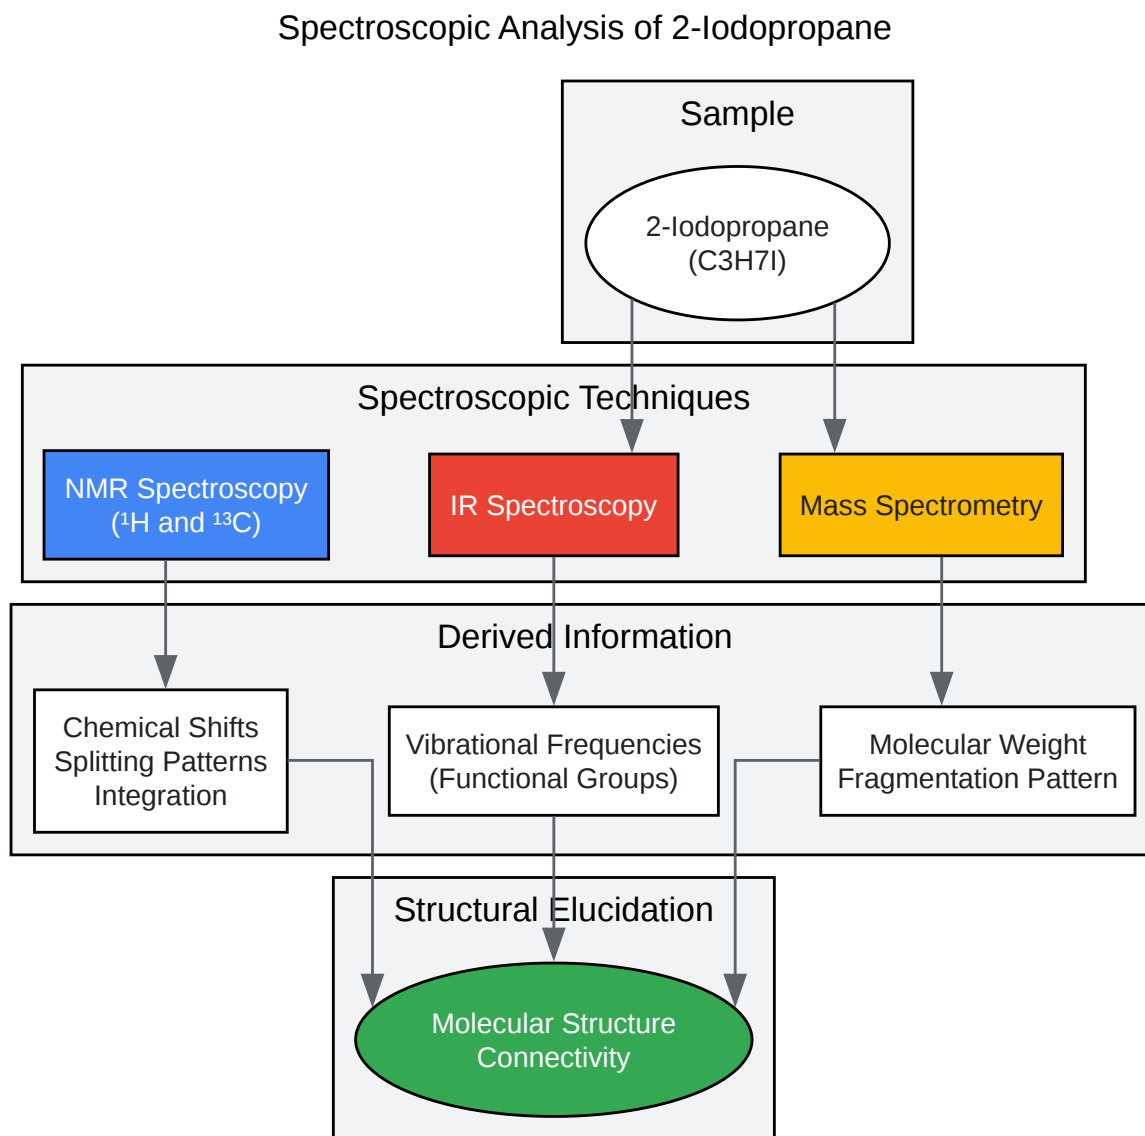 Spectroscopic Analysis of 2-Iodopropane
Sample
2-Iodopropane
(C3H7I)
Spectroscopic Techniques
NMR Spectroscopy
(¹H and ¹³C)
IR Spectroscopy
Mass Spectrometry
Derived Information
Chemical Shifts
Splitting Patterns
Integration
Vibrational Frequencies
(Functional Groups)
Molecular Weight
Fragmentation Pattern
Structural Elucidation
Molecular Structure
Connectivity